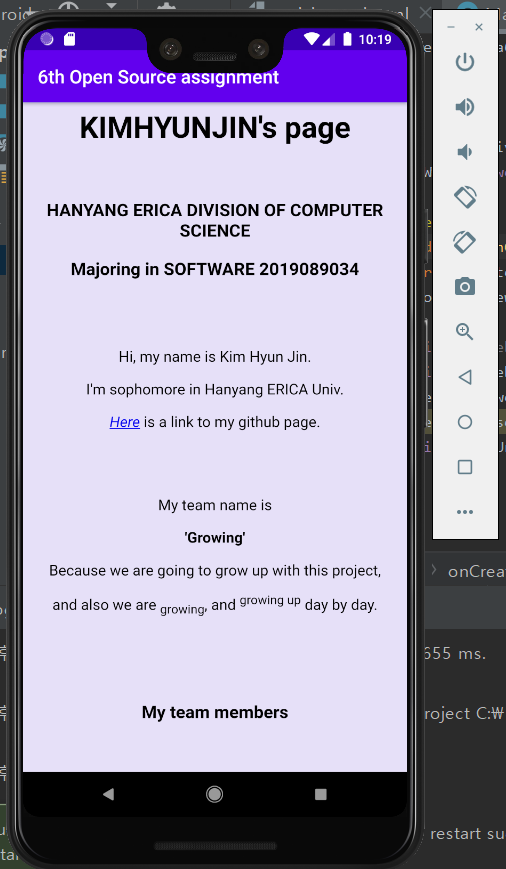 10:19
6th Open Source assignment
KIMHYUNJIN's page
HANYANG ERICA DIVISION OF COMPUTER
SCIENCE
Majoring in SOFTWARE 2019089034
Hi, my name is Kim Hyun Jin.
I'm sophomore in Hanyang ERICA Univ.
Here is a link to my github page.
My team name is
'Growing'
Because we are going to grow up with this project,
and also we are growing, and growing up day by day.
My team members
onCrea
655 ms.
roject C:₩
restart su